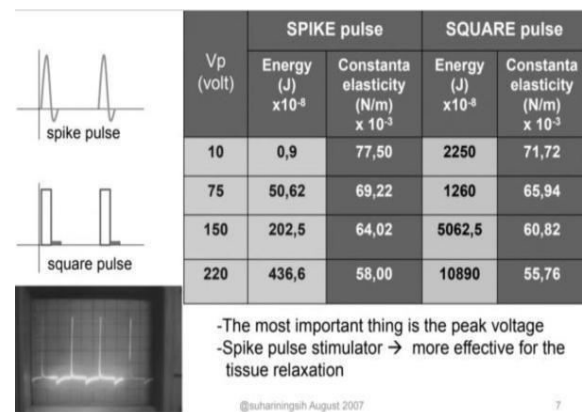 SPIKE pulse SQUARE pulse
Vp
(volt)
Energy
(J)
x10-8
Constanta
elasticity
(N/m)
x 10-3
Energy
(J)
x10-8
Constanta
elasticity
(N/m)
x 10-3
10 0,9 77,50 2250 71,72
75 50,62 69,22 1260 65,94
150 202,5 64,02 5062,5 60,82
220 436,6 58,00 10890 55,76
spike pulse
square pulse
-The most important thing is the peak voltage
-Spike pulse stimulator → more effective for the
tissue relaxation
@suhariningsih August 2007 7